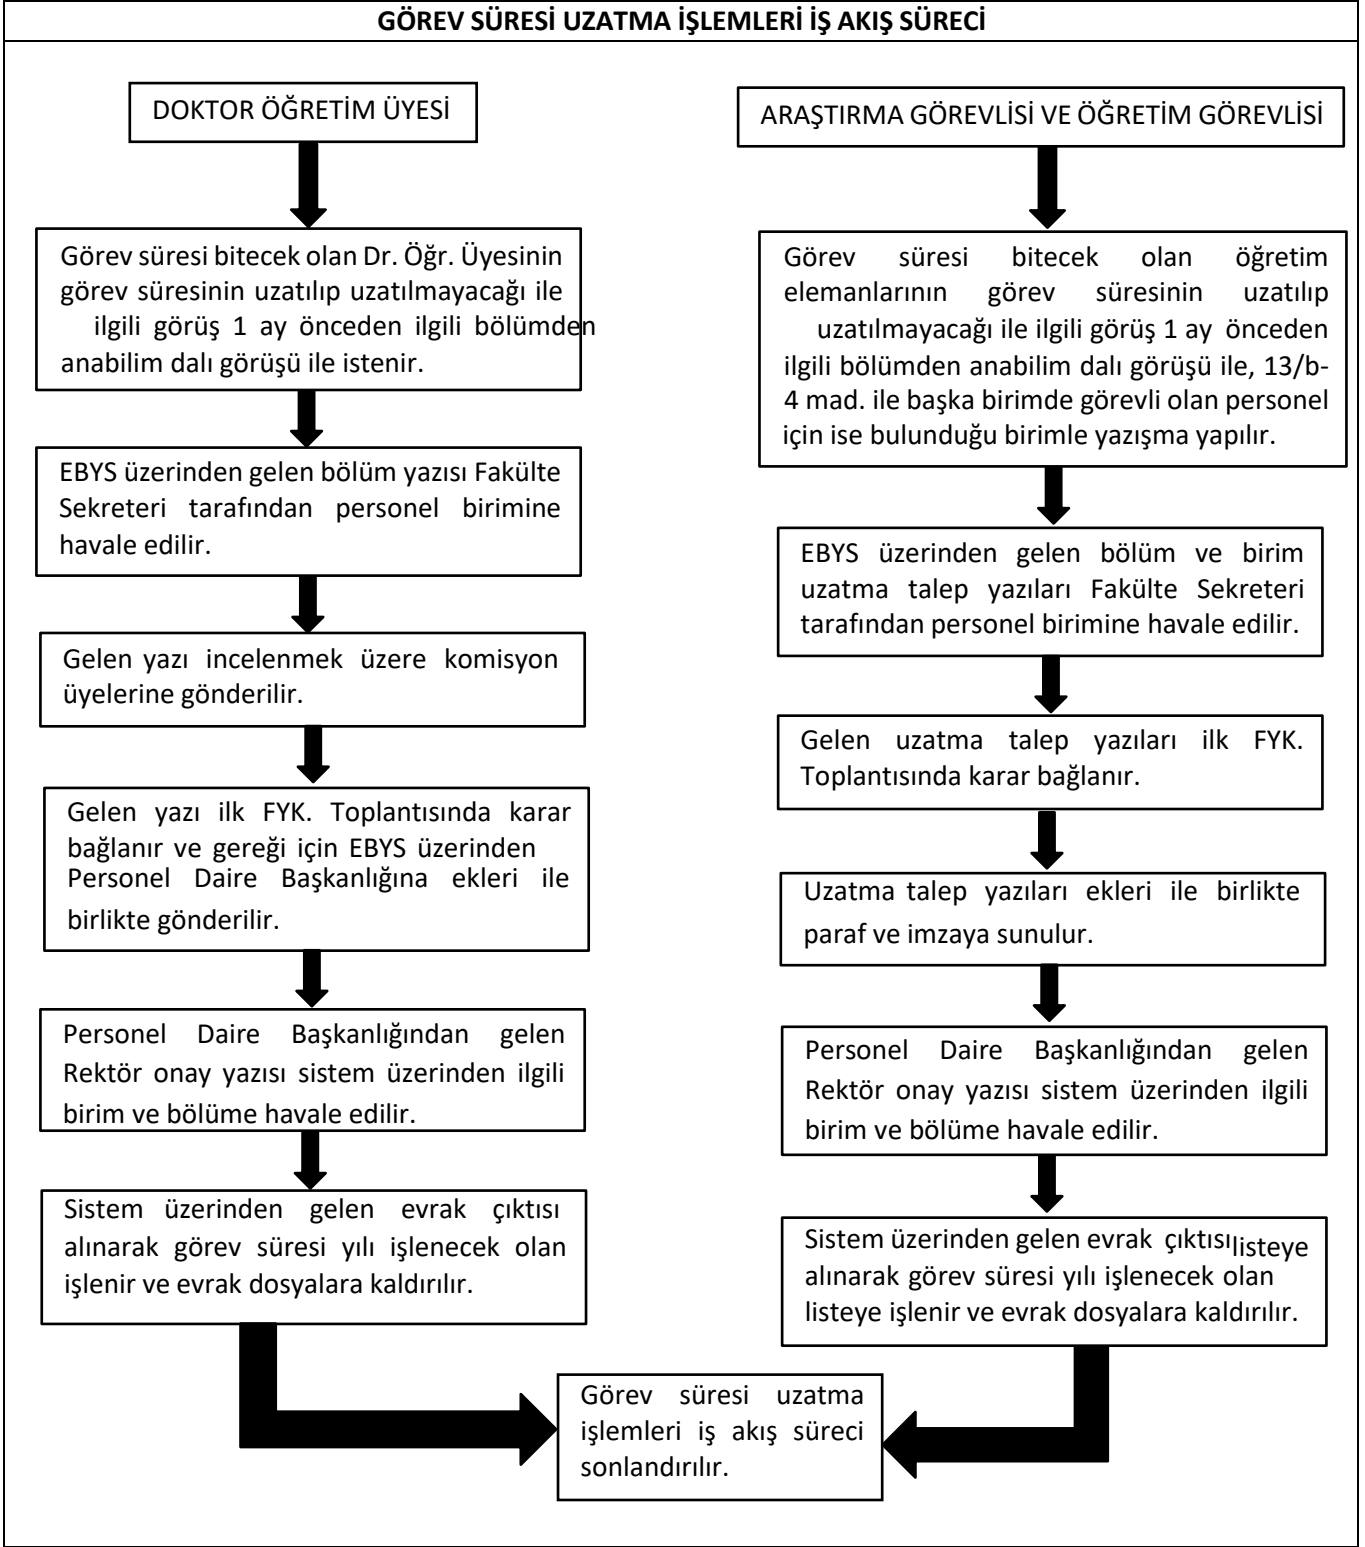 GÖREV SÜRESİ UZATMA İŞLEMLERİ İŞ AKIŞ SÜRECİ
DOKTOR ÖĞRETİM ÜYESİ
Görev süresi bitecek olan Dr. Öğr. Üyesinin
görev süresinin uzatılıp uzatılmayacağı ile
ilgili görüş 1 ay önceden ilgili bölümden
anabilim dalı görüşü ile istenir.
EBYS üzerinden gelen bölüm yazısı Fakülte
Sekreteri tarafından personel birimine
havale edilir.
Gelen yazı incelenmek üzere komisyon
üyelerine gönderilir.
Gelen yazı ilk FYK. Toplantısında karar
bağlanır ve gereği için EBYS üzerinden
Personel Daire Başkanlığına ekleri ile
birlikte gönderilir.
Personel Daire Başkanlığından gelen
Rektör onay yazısı sistem üzerinden ilgili
birim ve bölüme havale edilir.
Sistem üzerinden gelen evrak çıktısı
alınarak görev süresi yılı işlenecek olan
işlenir ve evrak dosyalara kaldırılır.
ARAŞTIRMA GÖREVLİSİ VE ÖĞRETİM GÖREVLİSİ
Görev süresi bitecek olan öğretim
elemanlarının görev süresinin uzatılıp
uzatılmayacağı ile ilgili görüş 1 ay önceden
ilgili bölümden anabilim dalı görüşü ile, 13/b-
4 mad. ile başka birimde görevli olan personel
için ise bulunduğu birimle yazışma yapılır.
EBYS üzerinden gelen bölüm ve birim
uzatma talep yazıları Fakülte Sekreteri
tarafından personel birimine havale edilir.
Gelen uzatma talep yazıları ilk FYK.
Toplantısında karar bağlanır.
Uzatma talep yazıları ekleri ile birlikte
paraf ve imzaya sunulur.
Personel Daire Başkanlığından gelen
Rektör onay yazısı sistem üzerinden ilgili
birim ve bölüme havale edilir.
Sistem üzerinden gelen evrak çıktısı listeye
alınarak görev süresi yılı işlenecek olan
listeye işlenir ve evrak dosyalara kaldırılır.
Görev süresi uzatma
işlemleri iş akış süreci
sonlandırılır.